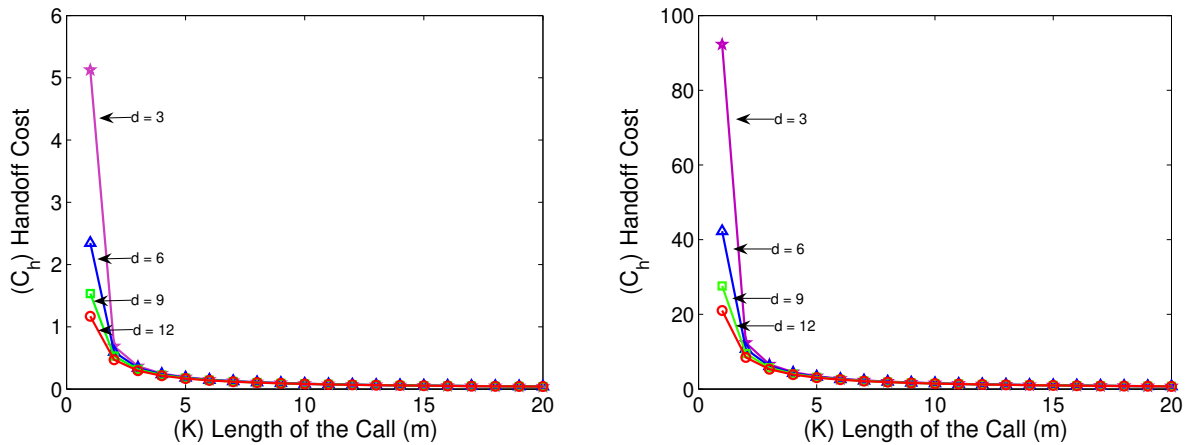 6
5
4
3
2
1
0
0
5
10
15
20
(C_h) Handoff Cost
(K) Length of the Call (m)
d = 3
d = 6
d = 9
d = 12
100
80
60
40
20
0
0
5
10
15
20
(C_h) Handoff Cost
(K) Length of the Call (m)
d = 3
d = 6
d = 9
d = 12